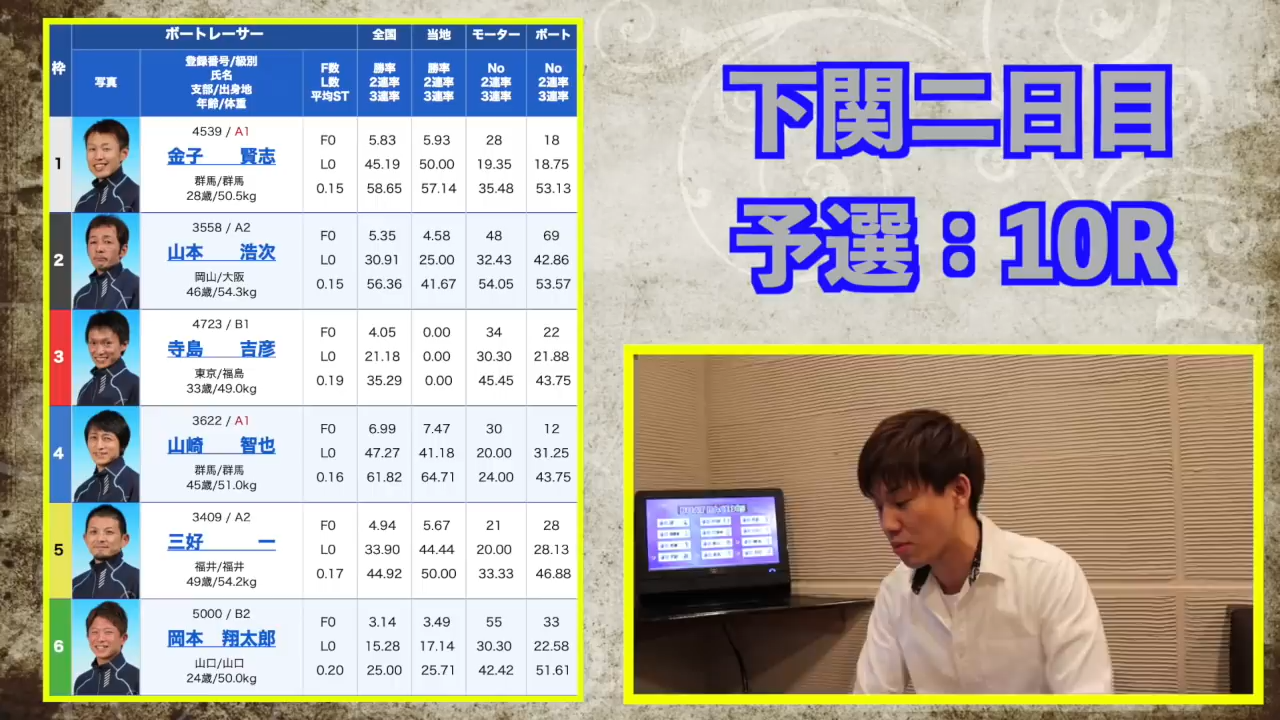 ボートレーサー 全国 当地 モーター ボート
枠 写真 登録番号/級別 氏名 支部/出身地 年齢/体重 F数 L数 平均ST 勝率 2連率 3連率 勝率 2連率 3連率 No 2連率 3連率 No 2連率 3連率
4539 / A1
F0 5.83 5.93 28 18
1 金子 賢志 L0 45.19 50.00 19.35 18.75
群馬/群馬
28歳/50.5kg
0.15 58.65 57.14 35.48 53.13
3558 / A2
F0 5.35 4.58 48 69
2 山本 浩次 L0 30.91 25.00 32.43 42.86
岡山/大阪
46歳/54.3kg
0.15 56.36 41.67 54.05 53.57
4723 / B1
F0 4.05 0.00 34 22
3 寺島 吉彦 L0 21.18 0.00 30.30 21.88
東京/福島
33歳/49.0kg
0.19 35.29 0.00 45.45 43.75
3622 / A1
F0 6.99 7.47 30 12
4 山崎 智也 L0 47.27 41.18 20.00 31.25
群馬/群馬
45歳/51.0kg
0.16 61.82 64.71 24.00 43.75
3409 / A2
F0 4.94 5.67 21 28
5 三好 一 L0 33.90 44.44 20.00 28.13
福井/福井
49歳/54.2kg
0.17 44.92 50.00 33.33 46.88
5000 / B2
F0 3.14 3.49 55 33
6 岡本 翔太郎 L0 15.28 17.14 30.30 22.58
山口/山口
24歳/50.0kg
0.20 25.00 25.71 42.42 51.61
下関二日目
予選：10R